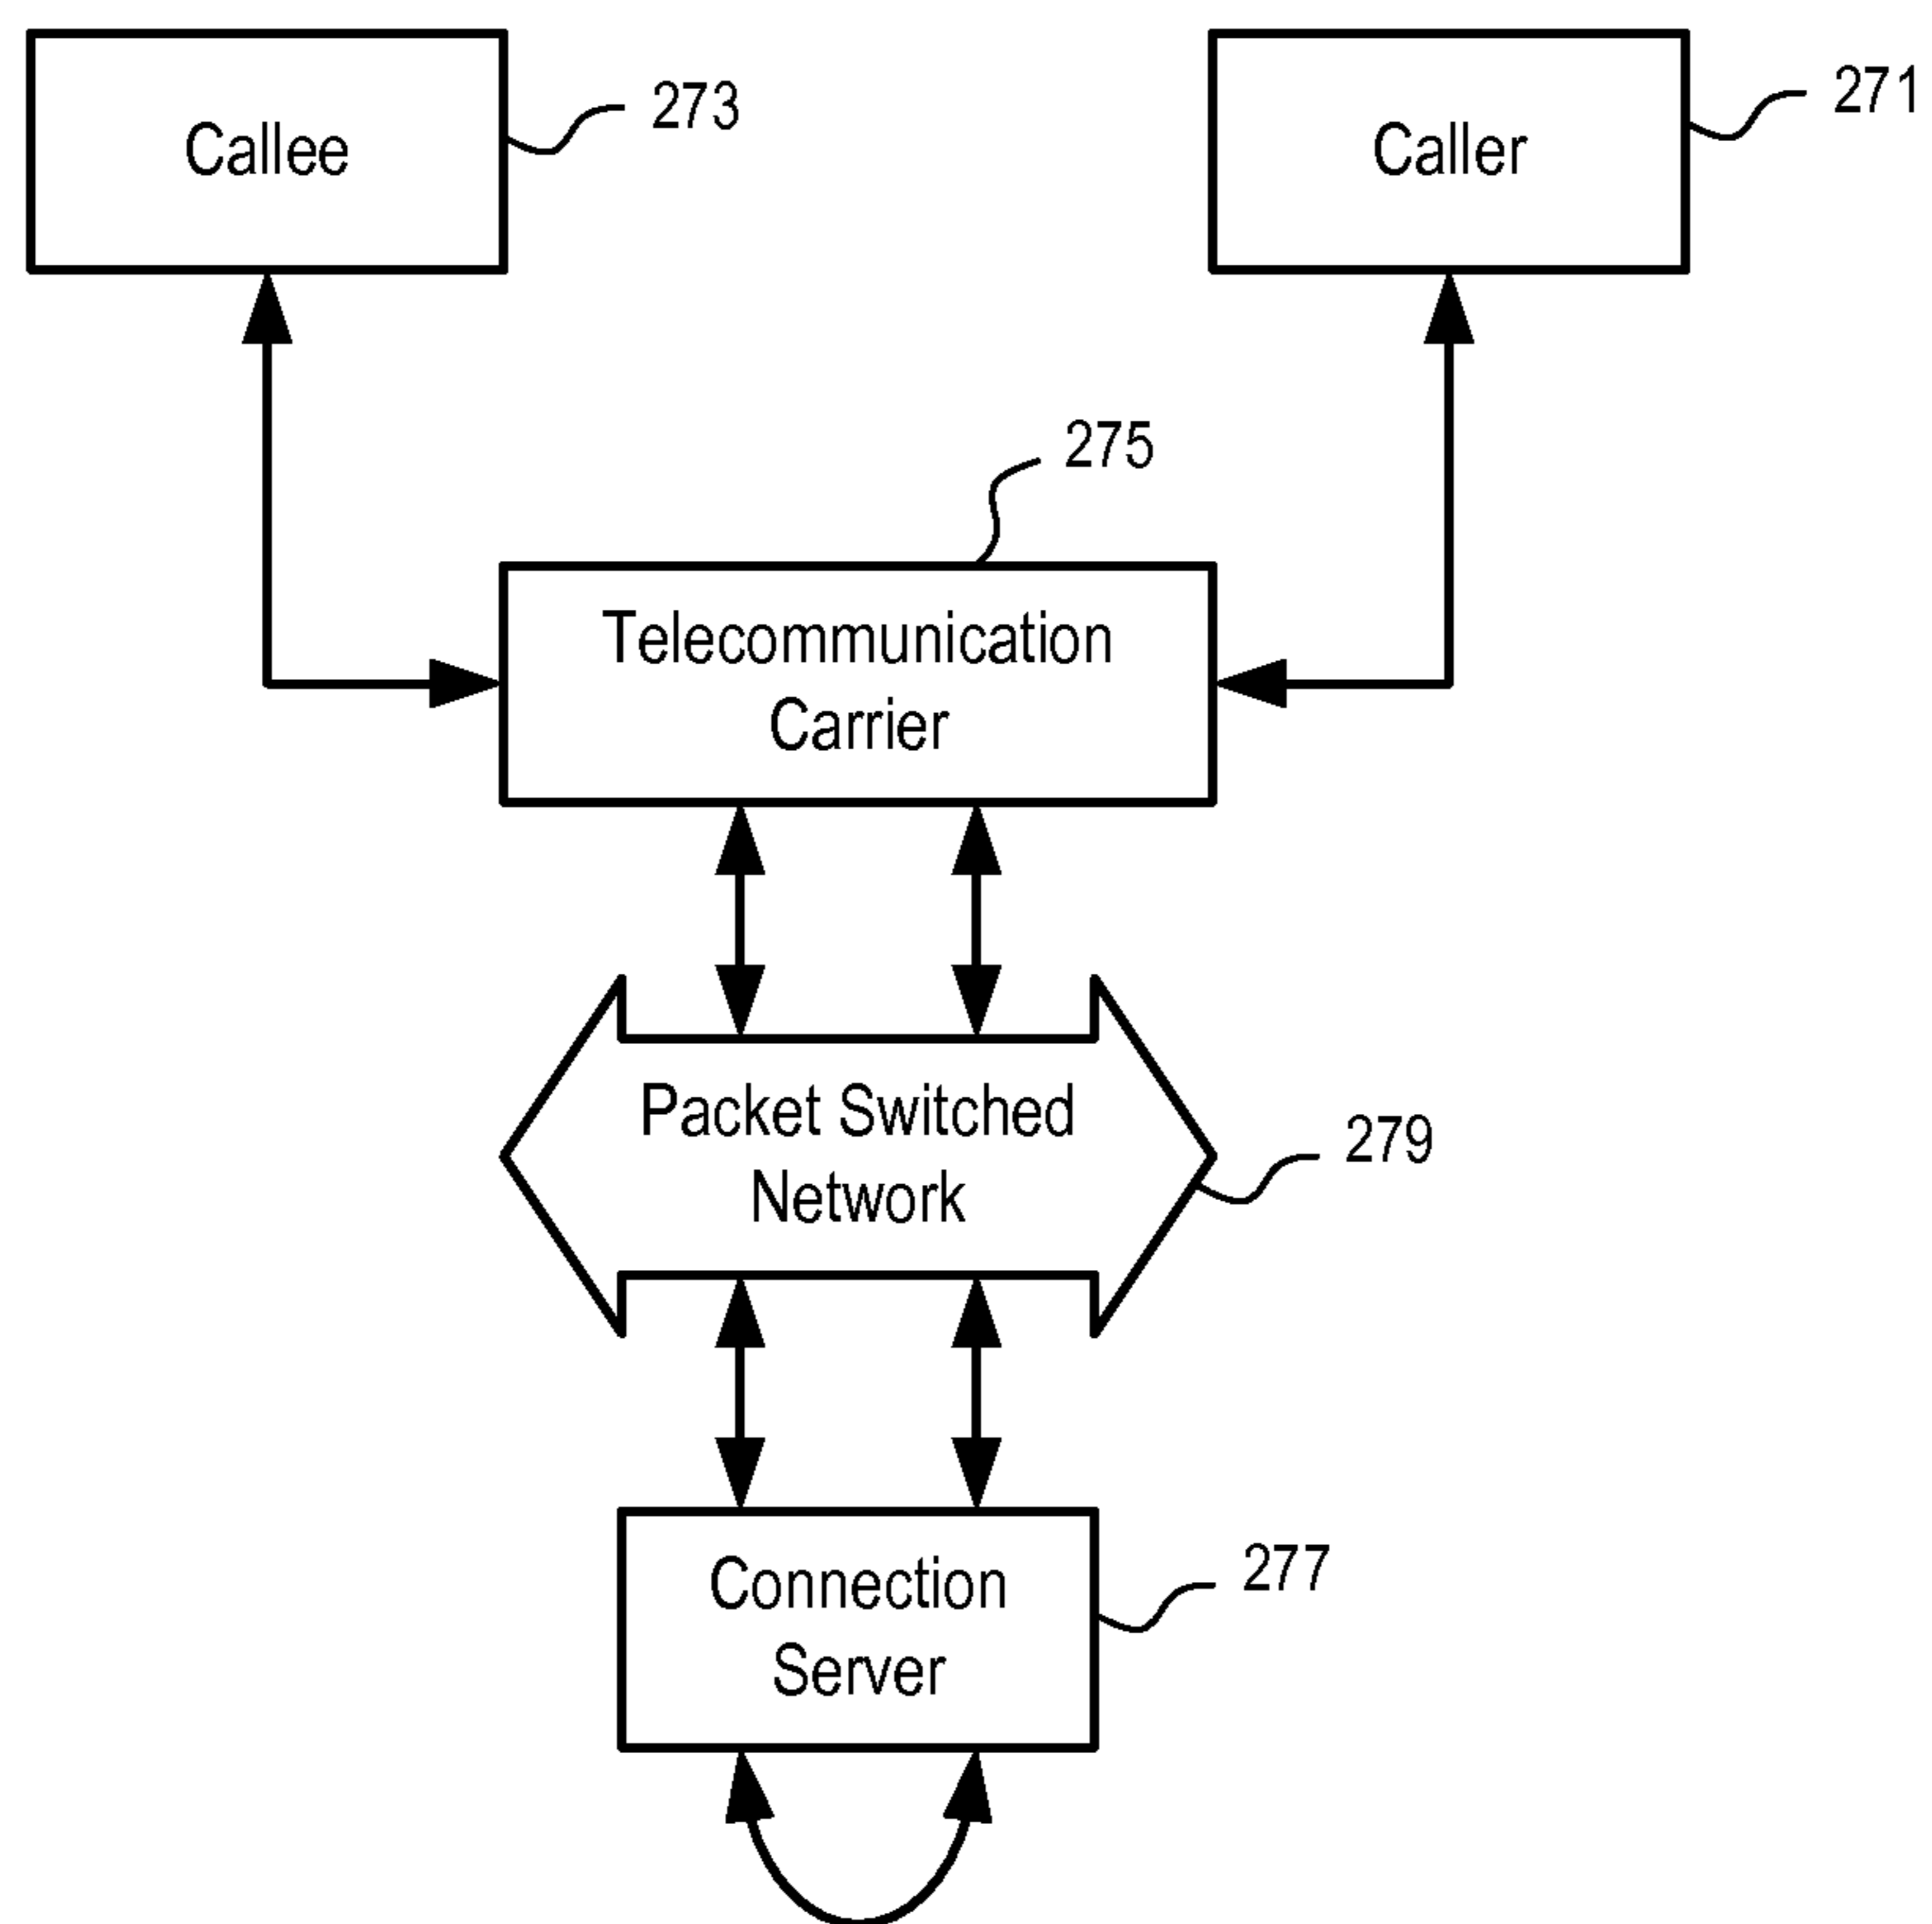 Callee
273
Caller
271
275
Telecommunication
Carrier
Packet Switched
Network
279
Connection
Server
277